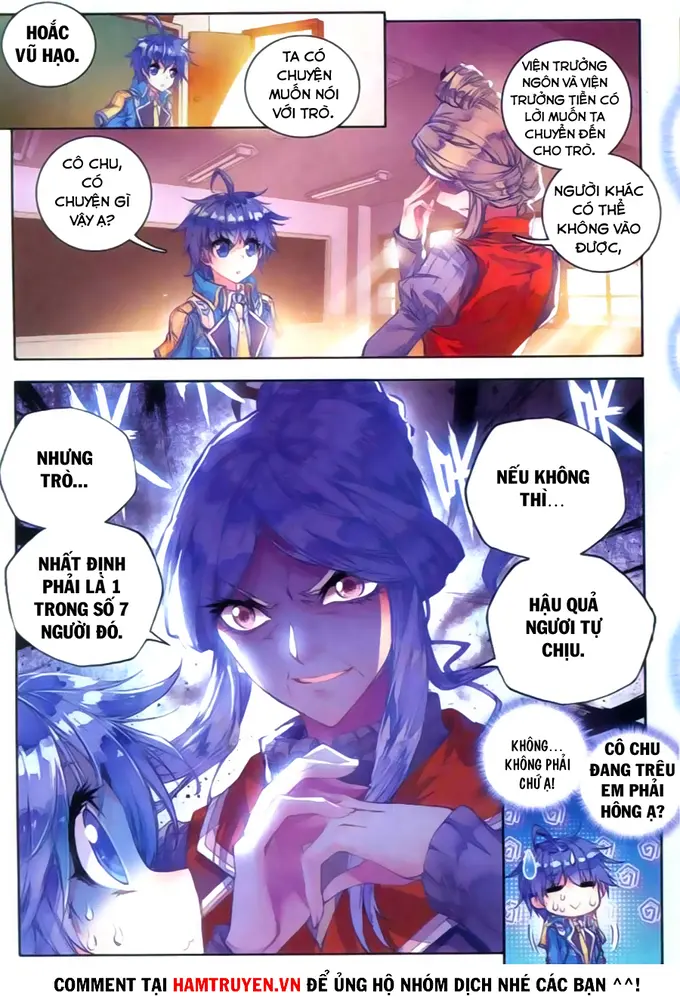 HOẮC
VŨ HẠO.
TA CÓ
CHUYỆN
MUỐN NÓI
VỚI TRÒ.
VIỆN TRƯỞNG
NGÔN VÀ VIỆN
TRƯỞNG TIỀN CÓ
LỜI MUỐN TA
CHUYỂN ĐẾN
CHO TRÒ.
CÔ CHU,
CÓ
CHUYỆN GÌ
VẬY Ạ?
NGƯỜI KHÁC
CÓ THỂ
KHÔNG VÀO
ĐƯỢC,
NHƯNG
TRÒ...
NHẤT ĐỊNH
PHẢI LÀ 1
TRONG SỐ 7
NGƯỜI ĐÓ.
NẾU KHÔNG
THÌ...
HẬU QUẢ
NGƯƠI TỰ
CHỊU.
KHÔNG...
KHÔNG PHẢI
CHỨ Ạ!
CÔ CHU
ĐANG TRÊU
EM PHẢI
HÔNG Ạ?
COMMENT TẠI HAMTRUYEN.VN ĐỂ ỦNG HỘ NHÓM DỊCH NHÉ CÁC BẠN ^^!